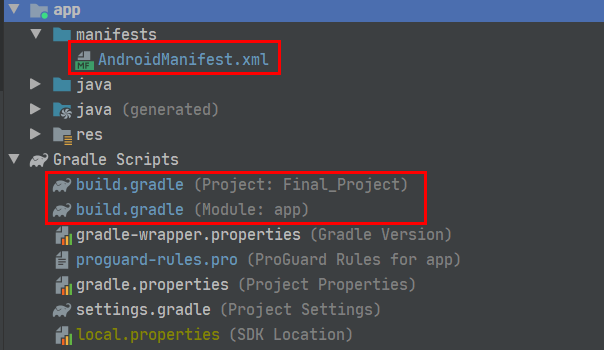 app
manifests
MF AndroidManifest.xml
java
java (generated)
res
Gradle Scripts
build.gradle (Project: Final_Project)
build.gradle (Module: app)
gradle-wrapper.properties (Gradle Version)
proguard-rules.pro (ProGuard Rules for app)
gradle.properties (Project Properties)
settings.gradle (Project Settings)
local.properties (SDK Location)